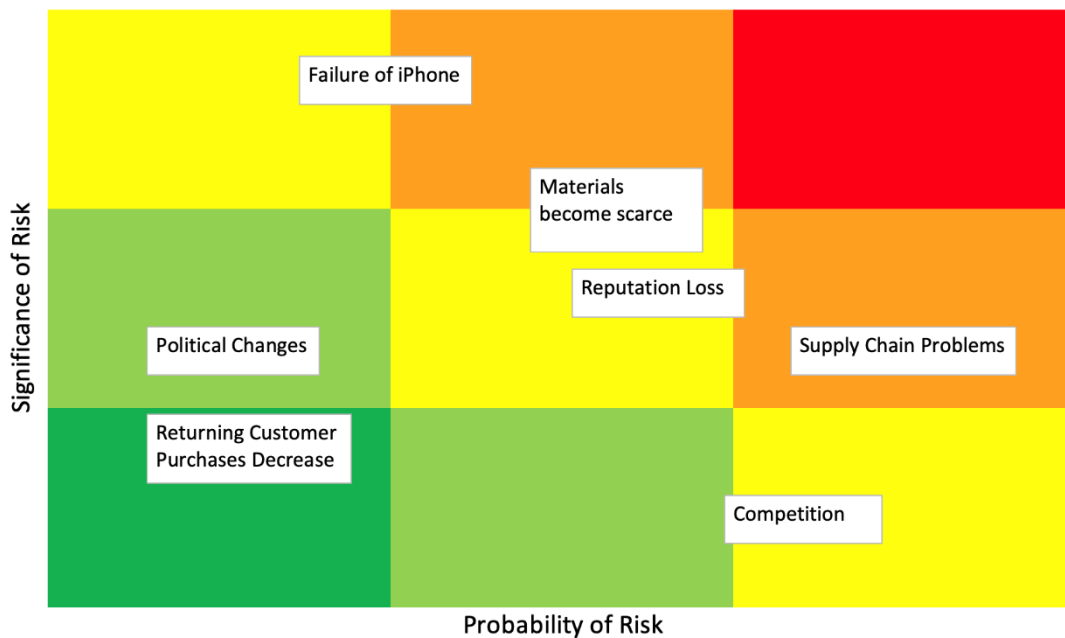 Failure of iPhone
Materials
become scarce
Reputation Loss
Political Changes
Supply Chain Problems
Returning Customer
Purchases Decrease
Competition
Significance of Risk
Probability of Risk